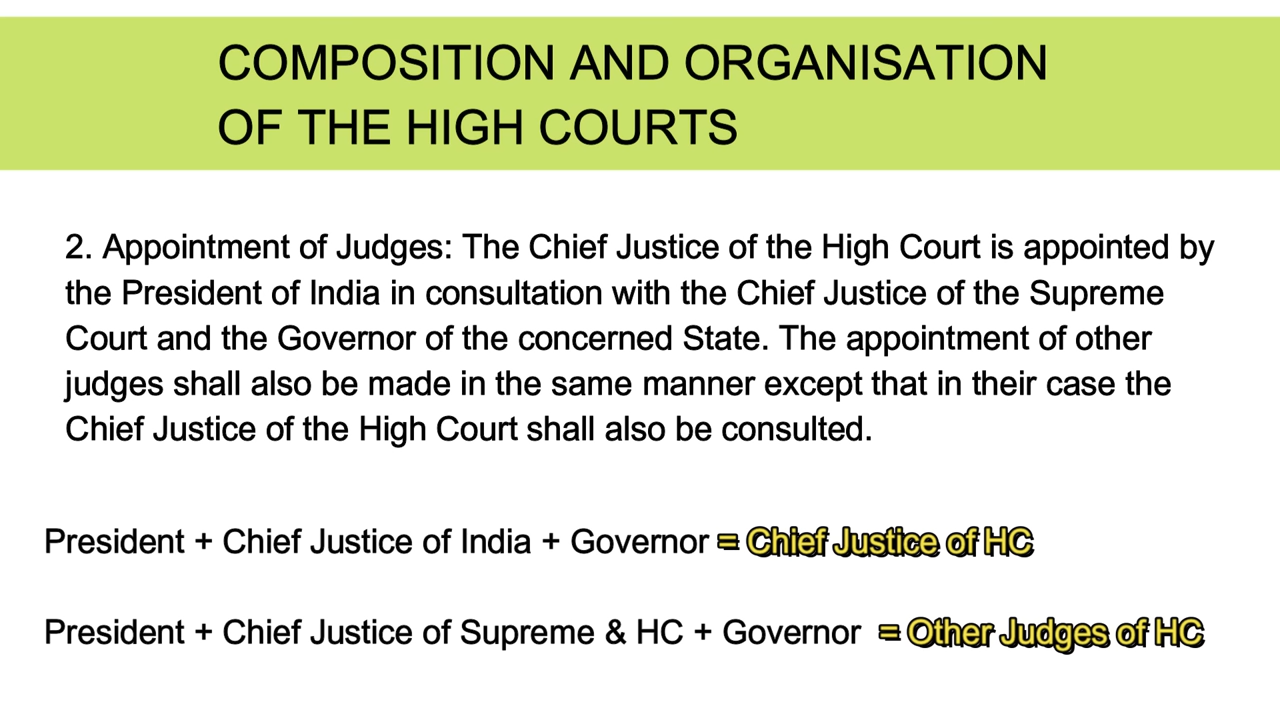 COMPOSITION AND ORGANISATION
OF THE HIGH COURTS
2. Appointment of Judges: The Chief Justice of the High Court is appointed by
the President of India in consultation with the Chief Justice of the Supreme
Court and the Governor of the concerned State. The appointment of other
judges shall also be made in the same manner except that in their case the
Chief Justice of the High Court shall also be consulted.
President + Chief Justice of India + Governor = Chief Justice of HC
President + Chief Justice of Supreme & HC + Governor = Other Judges of HC